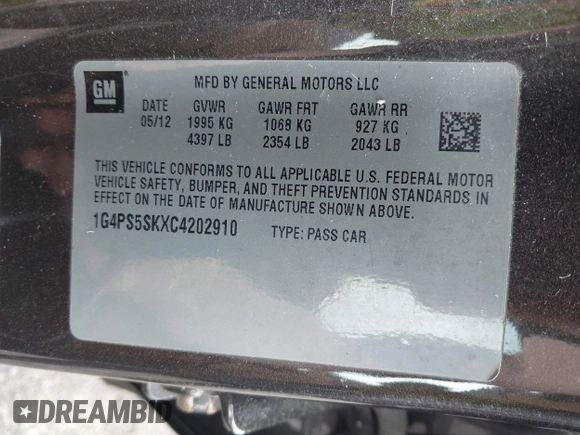 GM
MFD BY GENERAL MOTORS LLC
DATE GVWR GAWR FRT GAWR RR
05/12 1995 KG 1068 KG 927 KG
4397 LB 2354 LB 2043 LB
THIS VEHICLE CONFORMS TO ALL APPLICABLE U.S. FEDERAL MOTOR
VEHICLE SAFETY, BUMPER, AND THEFT PREVENTION STANDARDS IN
EFFECT ON THE DATE OF MANUFACTURE SHOWN ABOVE.
1G4PS5SKXC4202910 TYPE: PASS CAR
DREAMBID